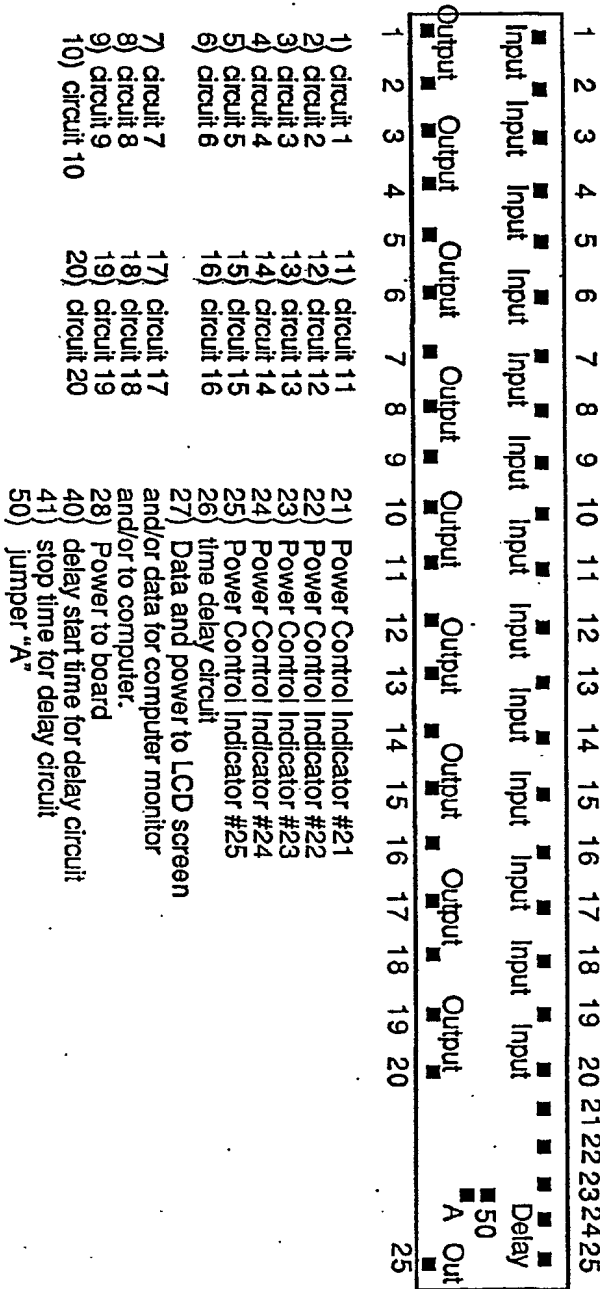 1 2 3 4 5 6 7 8 9 10 11 12 13 14 15 16 17 18 19 20 21 22 23 24 25
Input Input Input Input Input Input Input Input Input Input Input Input Input Delay
50
Output Output Output Output Output Output Output Output Output A Out
1 2 3 4 5 6 7 8 9 10 11 12 13 14 15 16 17 18 19 20 25
1) circuit 1
2) circuit 2
3) circuit 3
4) circuit 4
5) circuit 5
6) circuit 6
7) circuit 7
8) circuit 8
9) circuit 9
10) circuit 10
11) circuit 11
12) circuit 12
13) circuit 13
14) circuit 14
15) circuit 15
16) circuit 16
17) circuit 17
18) circuit 18
19) circuit 19
20) circuit 20
21) Power Control Indicator #21
22) Power Control Indicator #22
23) Power Control Indicator #23
24) Power Control Indicator #24
25) Power Control Indicator #25
26) time delay circuit
27) Data and power to LCD screen
and/or data for computer monitor
and/or to computer.
28) Power to board
40) delay start time for delay circuit
41) stop time for delay circuit
50) jumper "A"